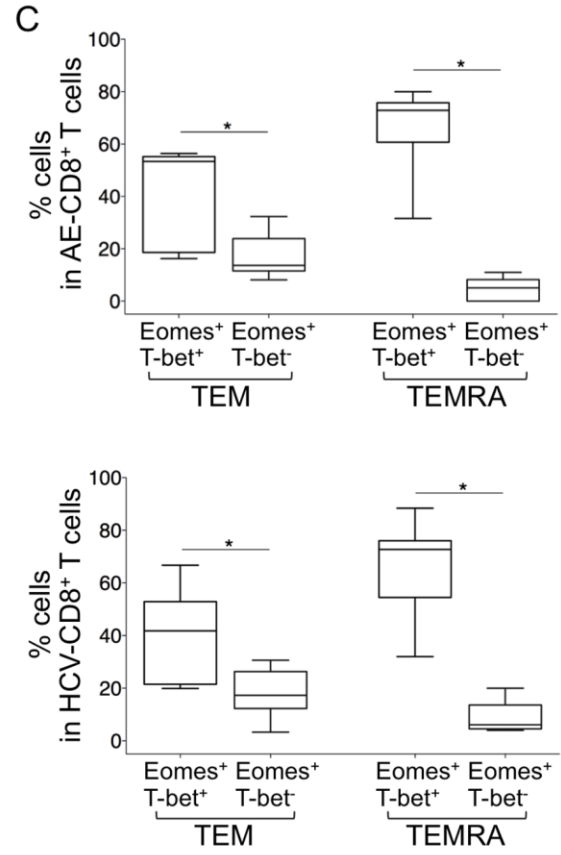 C
% cells
in AE-CD8⁺ T cells
100
80
60
40
20
0
*
*
Eomes⁺ Eomes⁺ Eomes⁺ Eomes⁺
T-bet⁺ T-bet⁻ T-bet⁺ T-bet⁻
TEM TEMRA
% cells
in HCV-CD8⁺ T cells
100
80
60
40
20
0
*
*
Eomes⁺ Eomes⁺ Eomes⁺ Eomes⁺
T-bet⁺ T-bet⁻ T-bet⁺ T-bet⁻
TEM TEMRA